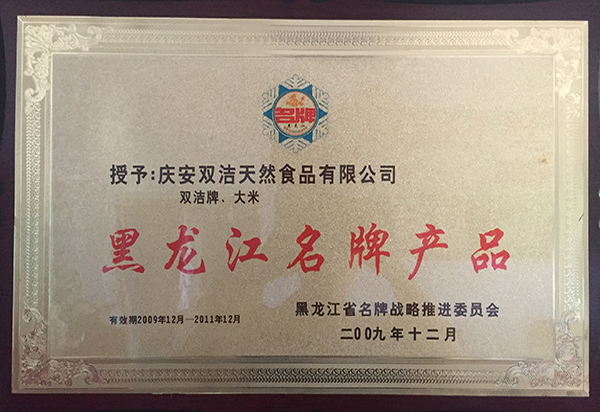 名牌
授予:庆安双洁天然食品有限公司
双洁牌、大米
黑龙江名牌产品
有效期2009年12月—2011年12月
黑龙江省名牌战略推进委员会
二00九年十二月